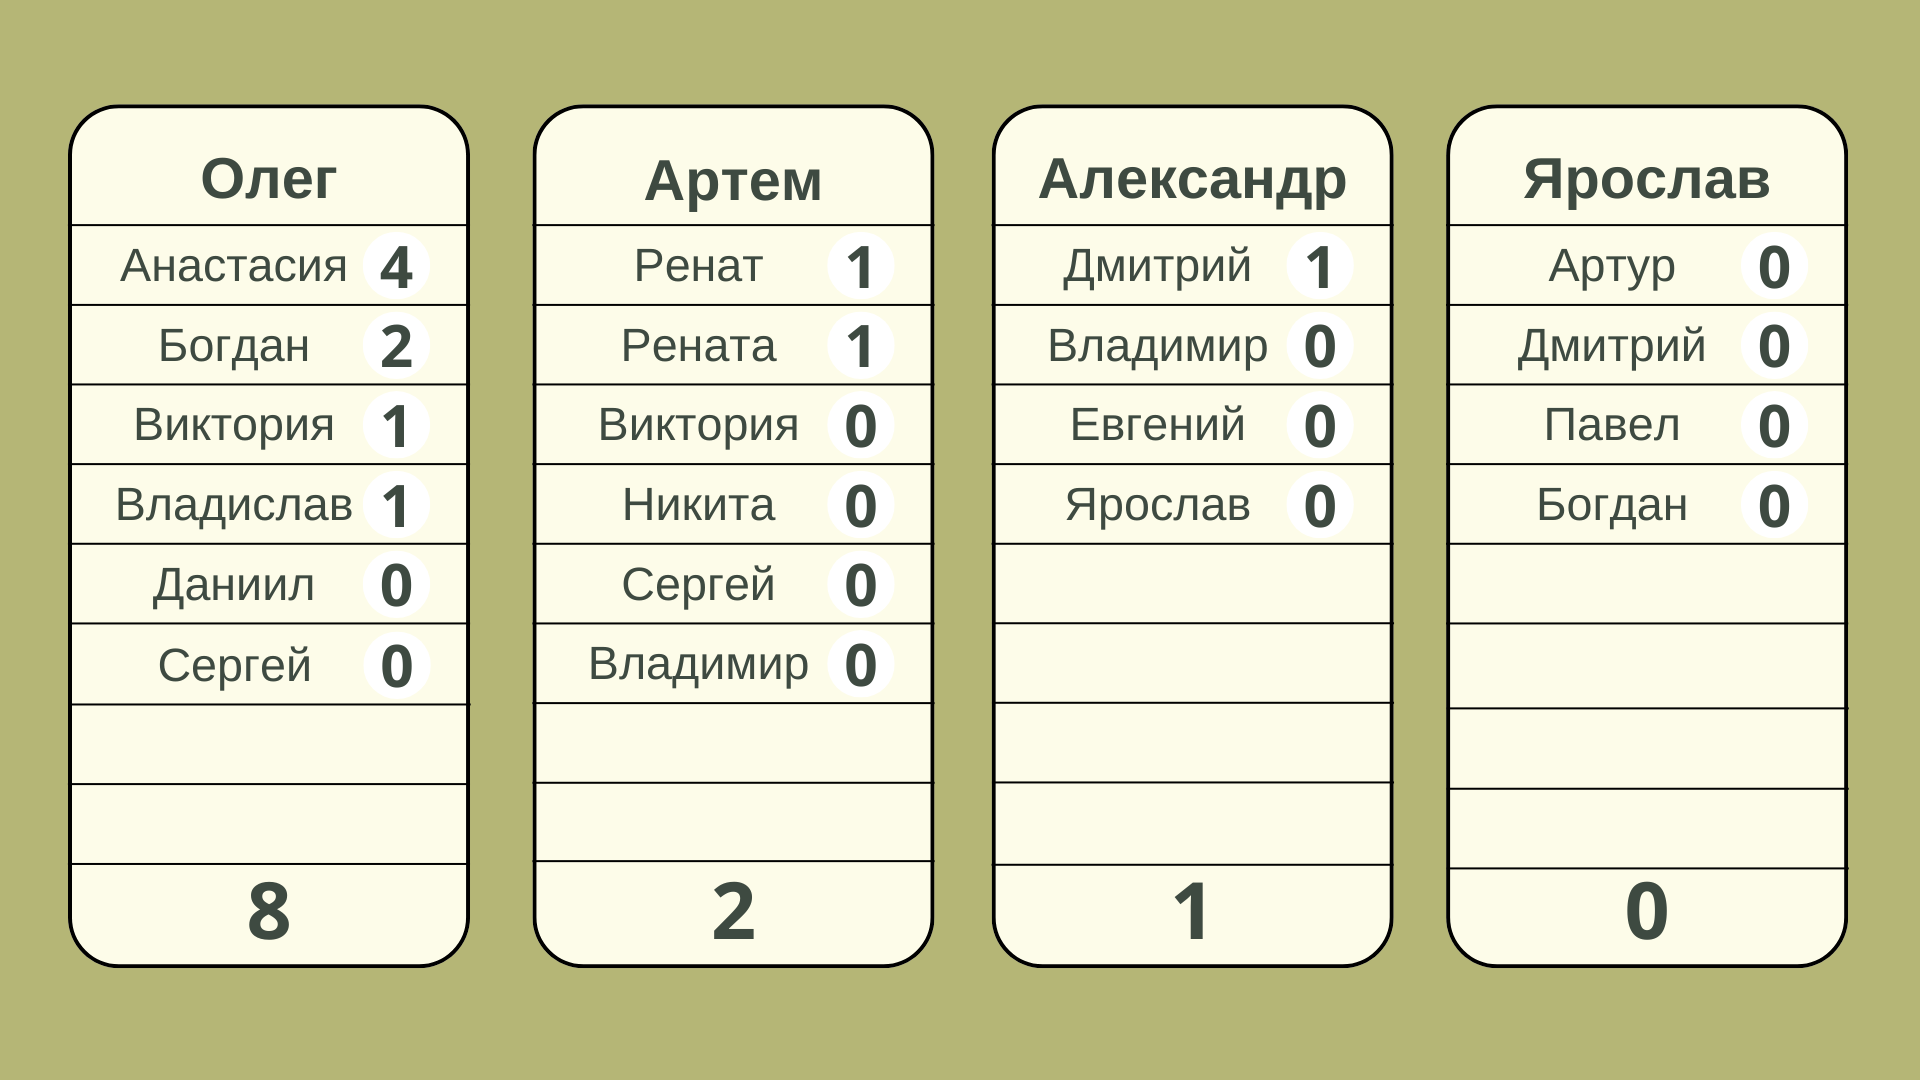 Олег
Анастасия 4
Богдан 2
Виктория 1
Владислав 1
Даниил 0
Сергей 0
8
Артем
Ренат 1
Рената 1
Виктория 0
Никита 0
Сергей 0
Владимир 0
2
Александр
Дмитрий 1
Владимир 0
Евгений 0
Ярослав 0
1
Ярослав
Артур 0
Дмитрий 0
Павел 0
Богдан 0
0